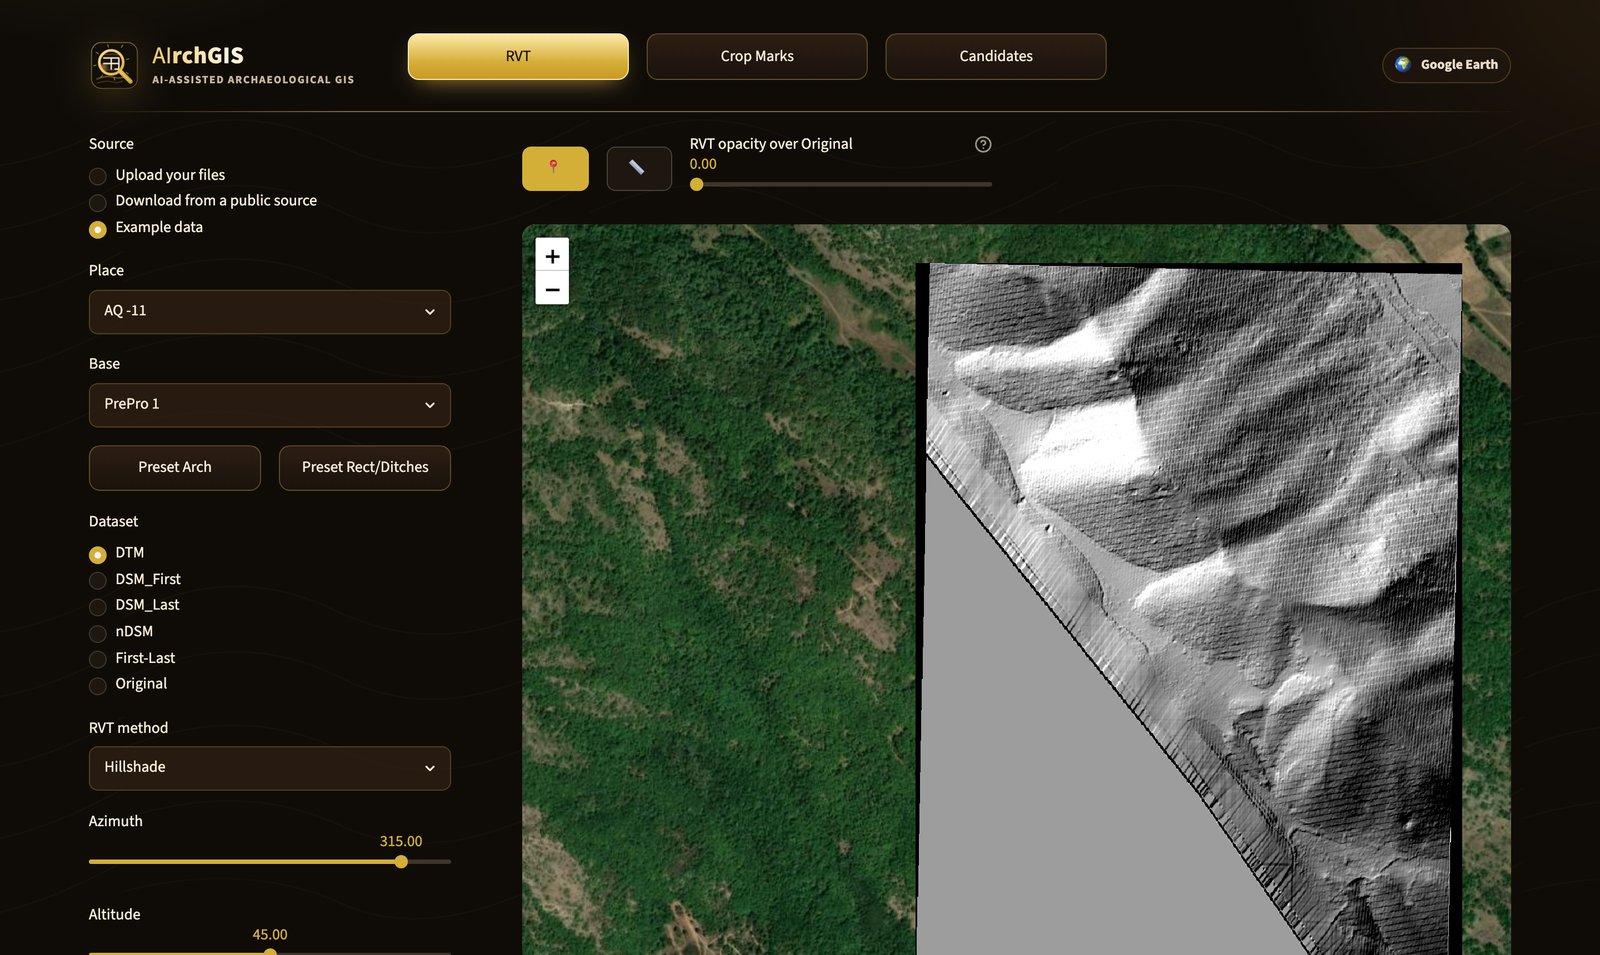 AIrchGIS
AI-ASSISTED ARCHAEOLOGICAL GIS
RVT
Crop Marks
Candidates
Google Earth
Source
Upload your files
Download from a public source
Example data
Place
AQ -11
Base
PrePro 1
Preset Arch
Preset Rect/Ditches
Dataset
DTM
DSM_First
DSM_Last
nDSM
First-Last
Original
RVT method
Hillshade
Azimuth
315.00
Altitude
45.00
RVT opacity over Original
?
0.00
+
−